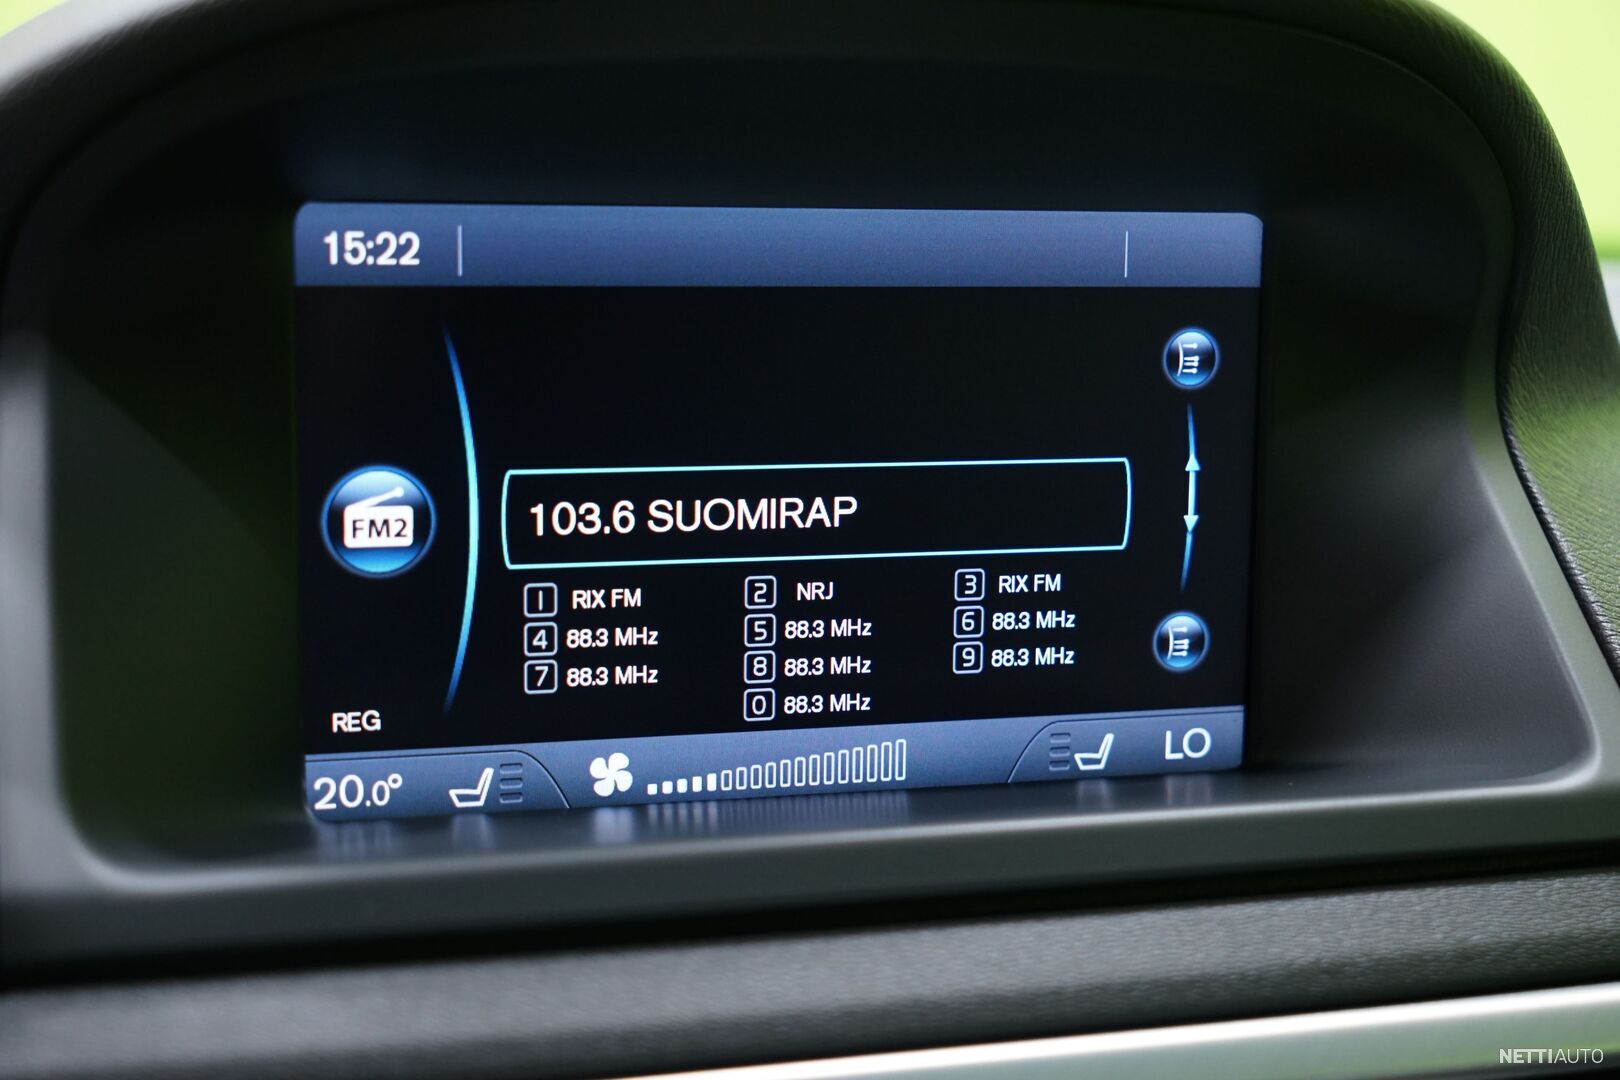 15:22
FM2
103.6 SUOMIRAP
1 RIX FM 2 NRJ 3 RIX FM
4 88.3 MHz 5 88.3 MHz 6 88.3 MHz
7 88.3 MHz 8 88.3 MHz 9 88.3 MHz
0 88.3 MHz
REG
20.0° LO
NETTIAUTO